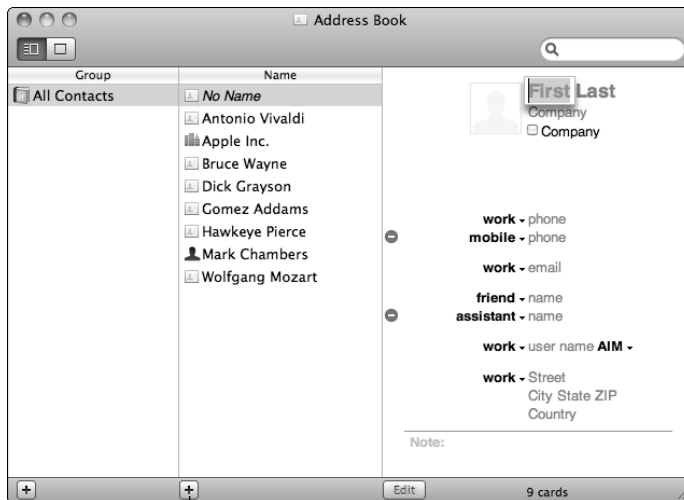 Address Book
Group
All Contacts
Name
No Name
Antonio Vivaldi
Apple Inc.
Bruce Wayne
Dick Grayson
Gomez Addams
Hawkeye Pierce
Mark Chambers
Wolfgang Mozart
First Last
Company
Company
work phone
mobile phone
work email
friend name
assistant name
work user name AIM
work Street
City State ZIP
Country
Note:
Edit
9 cards